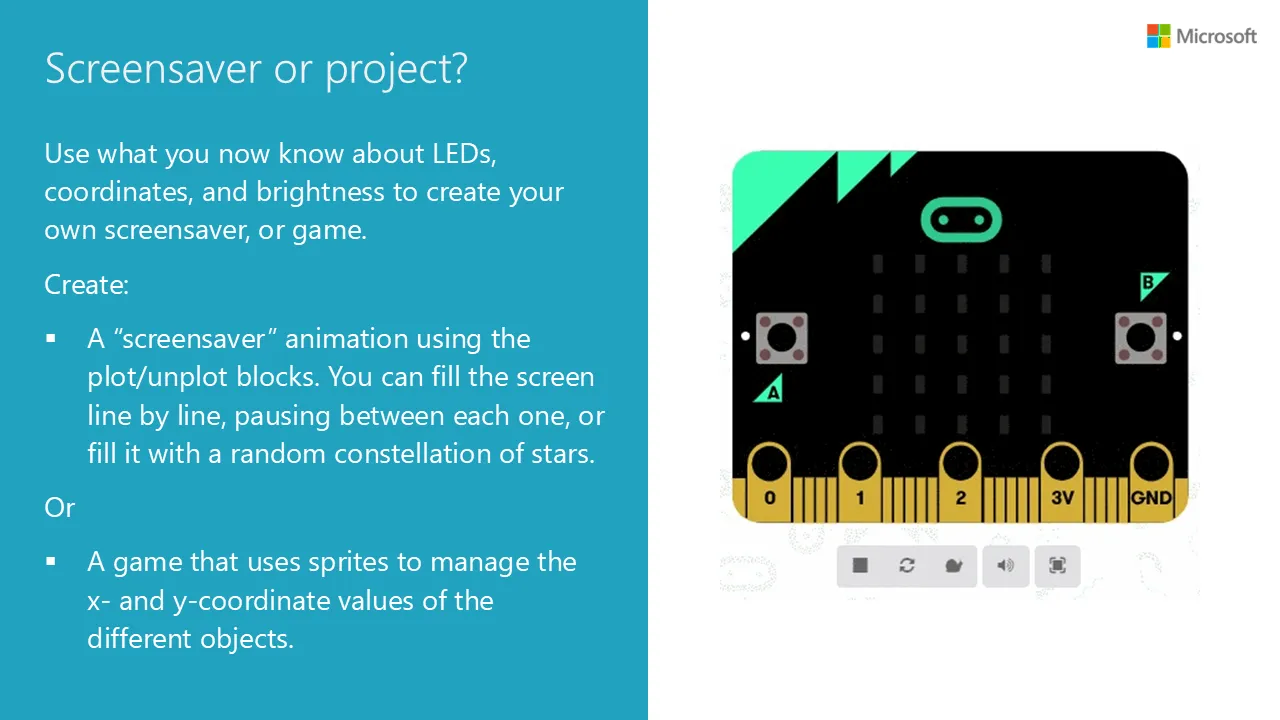 Screensaver or project?
Microsoft
Use what you now know about LEDs,
coordinates, and brightness to create your
own screensaver, or game.
Create:
▪ A “screensaver” animation using the
plot/unplot blocks. You can fill the screen
line by line, pausing between each one, or
fill it with a random constellation of stars.
Or
▪ A game that uses sprites to manage the
x- and y-coordinate values of the
different objects.
B
A
0 1 2 3V GND